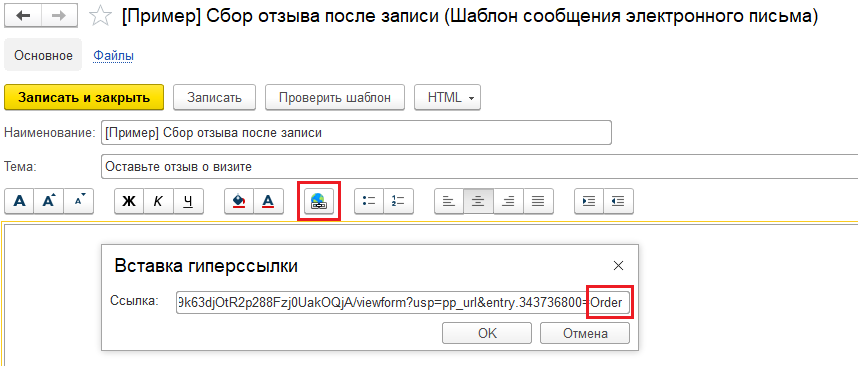 [Пример] Сбор отзыва после записи (Шаблон сообщения электронного письма)
Основное Файлы
Записать и закрыть Записать Проверить шаблон HTML
Наименование: [Пример] Сбор отзыва после записи
Тема: Оставьте отзыв о визите
А А А Ж К Ч А
Вставка гиперссылки
Ссылка: 9k63djOtR2p288Fzj0UakOQjA/viewform?usp=pp_url&entry.343736800=Order
OK Отмена